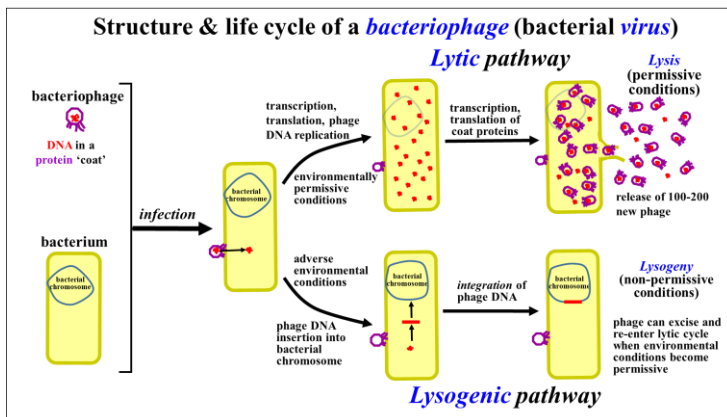 Structure & life cycle of a bacteriophage (bacterial virus)
Lytic pathway
bacteriophage
DNA in a
protein ‘coat’
bacterium
bacterial
chromosome
infection
bacterial
chromosome
transcription,
translation, phage
DNA replication
environmentally
permissive
conditions
transcription,
translation of
coat proteins
Lysis
(permissive
conditions)
release of 100-200
new phage
adverse
environmental
conditions
phage DNA
insertion into
bacterial
chromosome
bacterial
chromosome
integration of
phage DNA
bacterial
chromosome
Lysogeny
(non-permissive
conditions)
phage can excise and
re-enter lytic cycle
when environmental
conditions become
permissive
Lysogenic pathway